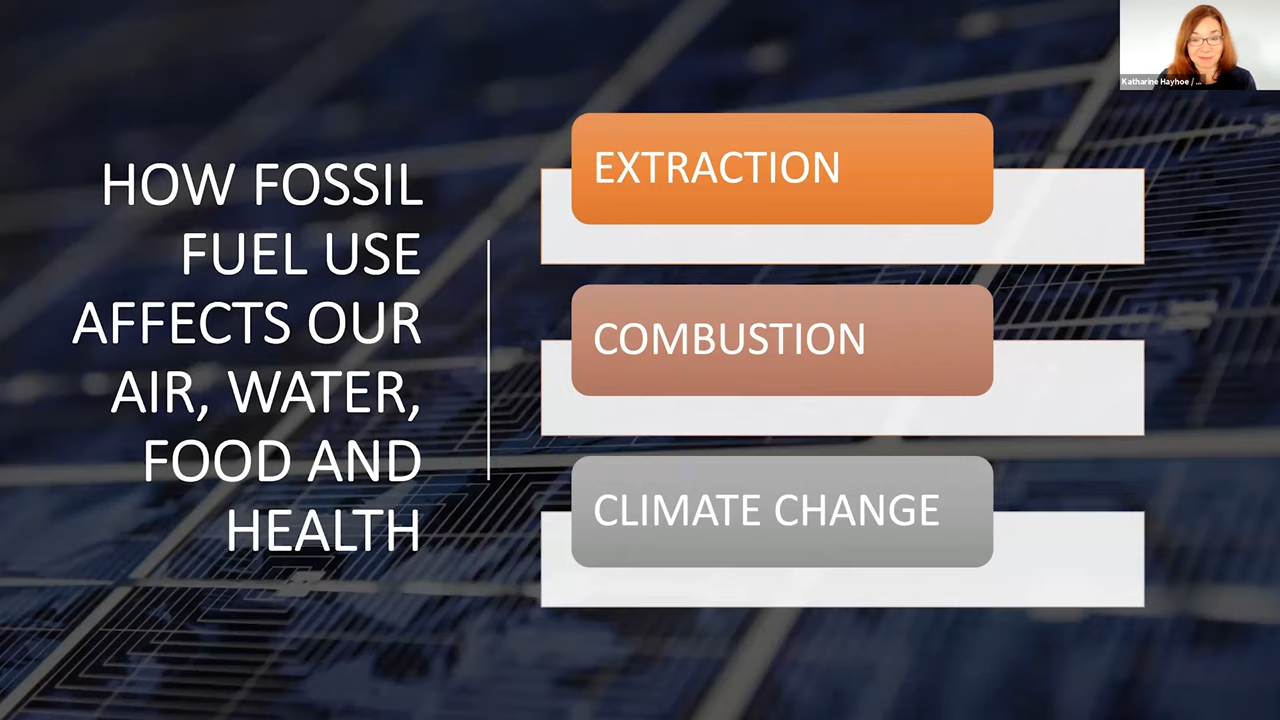 Katharine Hayhoe / ...
HOW FOSSIL
FUEL USE
AFFECTS OUR
AIR, WATER,
FOOD AND
HEALTH
EXTRACTION
COMBUSTION
CLIMATE CHANGE